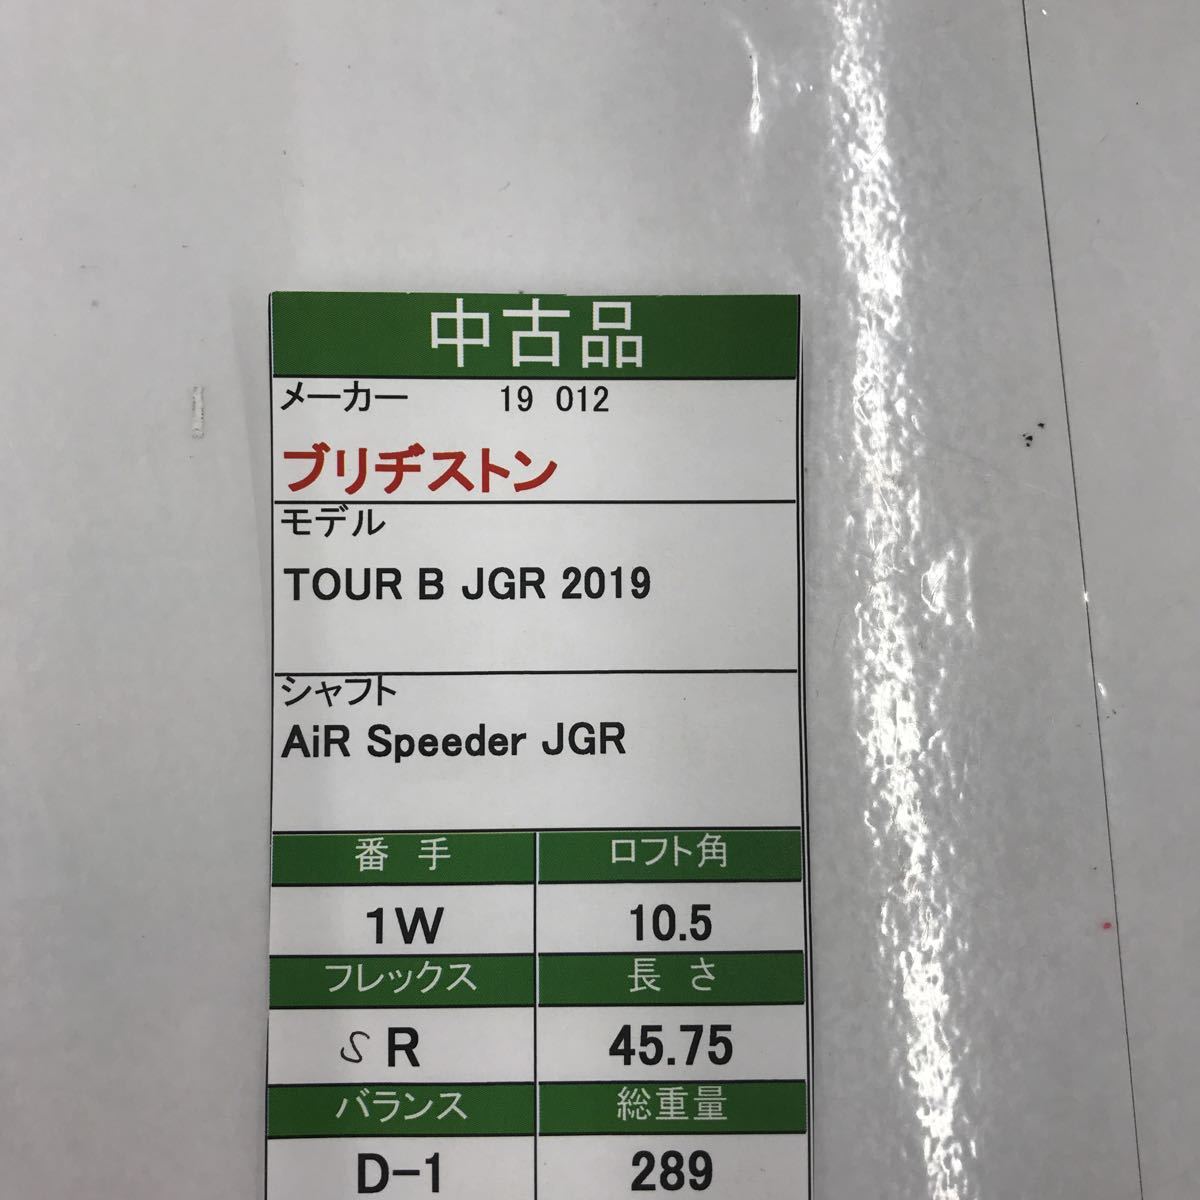 中古品
メーカー 19 012
ブリヂストン
モデル
TOUR B JGR 2019
シャフト
AiR Speeder JGR
番 手 ロフト角
1W 10.5
フレックス 長 さ
S R 45.75
バランス 総重量
D-1 289